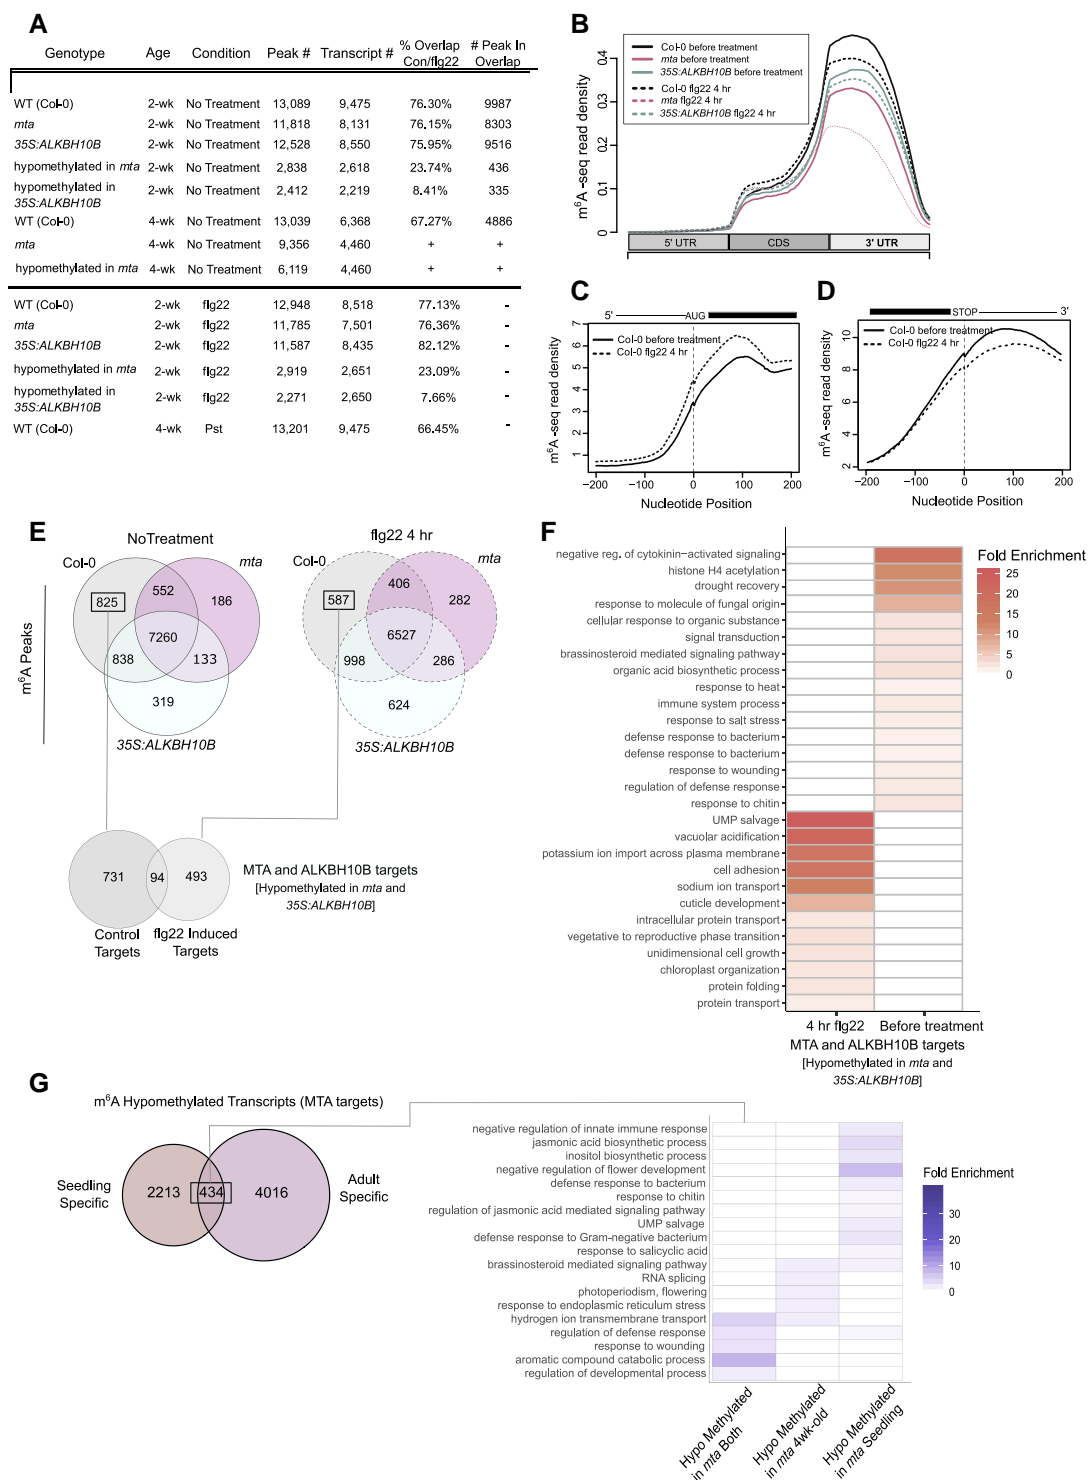 A
Genotype Age Condition Peak # Transcript # % Overlap Con/flg22 # Peak In Overlap
WT (Col-0) 2-wk No Treatment 13,089 9,475 76.30% 9987
mta 2-wk No Treatment 11,818 8,131 76.15% 8303
35S:ALKBH10B 2-wk No Treatment 12,528 8,550 75.95% 9516
hypomethylated in mta 2-wk No Treatment 2,838 2,618 23.74% 436
hypomethylated in 35S:ALKBH10B 2-wk No Treatment 2,412 2,219 8.41% 335
WT (Col-0) 4-wk No Treatment 13,039 6,368 67.27% 4886
mta 4-wk No Treatment 9,356 4,460 + +
hypomethylated in mta 4-wk No Treatment 6,119 4,460 + +
WT (Col-0) 2-wk flg22 12,948 8,518 77.13% -
mta 2-wk flg22 11,785 7,501 76.36% -
35S:ALKBH10B 2-wk flg22 11,587 8,435 82.12% -
hypomethylated in mta 2-wk flg22 2,919 2,651 23.09% -
hypomethylated in 35S:ALKBH10B 2-wk flg22 2,271 2,650 7.66% -
WT (Col-0) 4-wk Pst 13,201 9,475 66.45% -
B
Col-0 before treatment
mta before treatment
35S:ALKBH10B before treatment
Col-0 flg22 4 hr
mta flg22 4 hr
35S:ALKBH10B flg22 4 hr
m⁶A -seq read density
0.4
0.3
0.2
0.1
0
5' UTR CDS 3' UTR
C
5' AUG
Col-0 before treatment
Col-0 flg22 4 hr
m⁶A -seq read density
7
6
5
4
3
2
1
−200 −100 0 100 200
Nucleotide Position
D
STOP 3'
Col-0 before treatment
Col-0 flg22 4 hr
m⁶A -seq read density
10
8
6
4
2
−200 −100 0 100 200
Nucleotide Position
E
m⁶A Peaks
NoTreatment
Col-0 mta
552
825 186
7260
838 133
319
35S:ALKBH10B
flg22 4 hr
Col-0 mta
406
587 282
6527
998 286
624
35S:ALKBH10B
731 94 493
Control Targets
flg22 Induced Targets
MTA and ALKBH10B targets
[Hypomethylated in mta and
35S:ALKBH10B]
F
negative reg. of cytokinin−activated signaling
histone H4 acetylation
drought recovery
response to molecule of fungal origin
cellular response to organic substance
signal transduction
brassinosteroid mediated signaling pathway
organic acid biosynthetic process
response to heat
immune system process
response to salt stress
defense response to bacterium
defense response to bacterium
response to wounding
regulation of defense response
response to chitin
UMP salvage
vacuolar acidification
potassium ion import across plasma membrane
cell adhesion
sodium ion transport
cuticle development
intracellular protein transport
vegetative to reproductive phase transition
unidimensional cell growth
chloroplast organization
protein folding
protein transport
4 hr flg22 Before treatment
MTA and ALKBH10B targets
[Hypomethylated in mta and
35S:ALKBH10B]
Fold Enrichment
25
20
15
10
5
0
G
m⁶A Hypomethylated Transcripts (MTA targets)
Seedling Specific
2213 434 4016
Adult Specific
negative regulation of innate immune response
jasmonic acid biosynthetic process
inositol biosynthetic process
negative regulation of flower development
defense response to bacterium
response to chitin
regulation of jasmonic acid mediated signaling pathway
UMP salvage
defense response to Gram-negative bacterium
response to salicyclic acid
brassinosteroid mediated signaling pathway
RNA splicing
photoperiodism, flowering
response to endoplasmic reticulum stress
hydrogen ion transmembrane transport
regulation of defense response
response to wounding
aromatic compound catabolic process
regulation of developmental process
Hypo Methylated in mta Both
Hypo Methylated in mta 4wk-old
Hypo Methylated in mta Seedling
Fold Enrichment
30
20
10
0